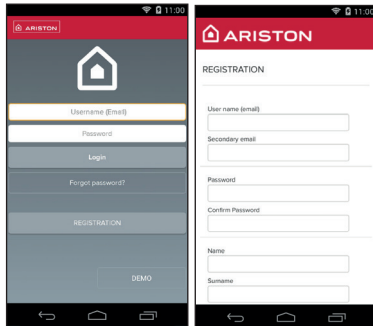 11:00
ARISTON
Username (Email)
Password
Login
Forgot password?
REGISTRATION
DEMO
11:00
ARISTON
REGISTRATION
User name (email)
Secondary email
Password
Confirm Password
Name
Surname